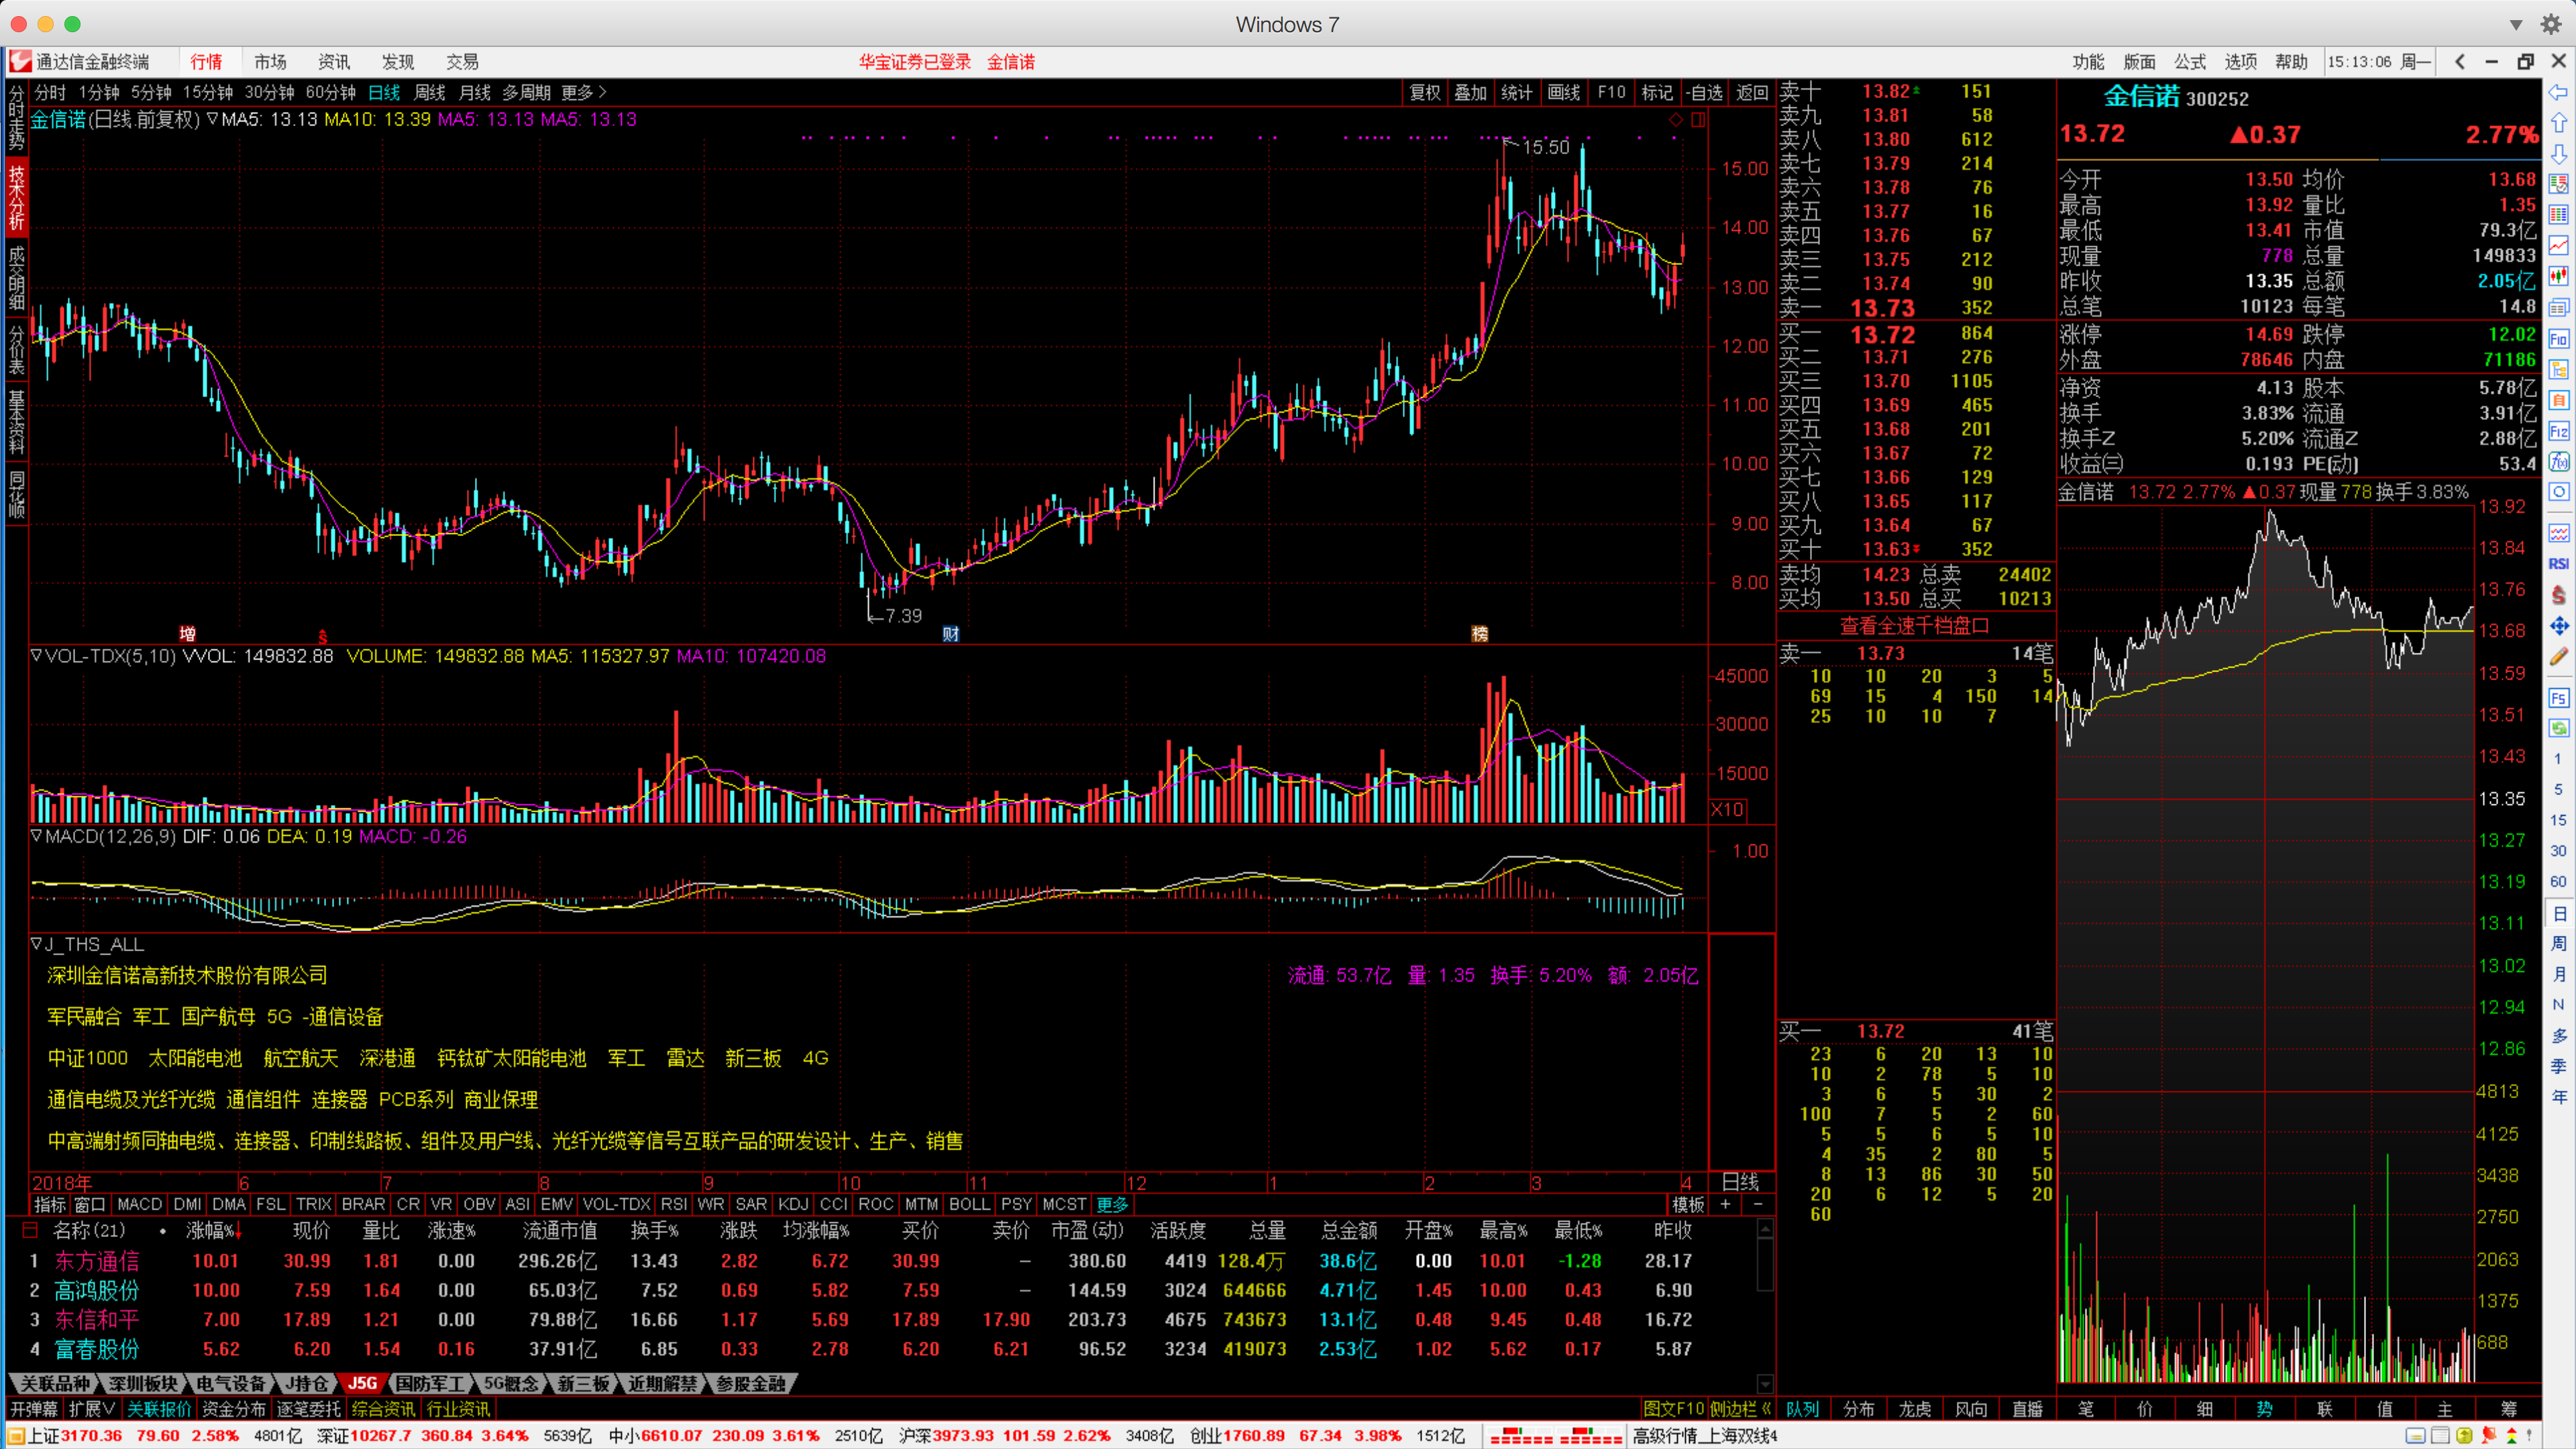 Windows 7
通达信金融终端 行情 市场 资讯 发现 交易 华宝证券已登录 金信诺 功能 版面 公式 选项 帮助 15:13:06 周一
分时 1分钟 5分钟 15分钟 30分钟 60分钟 日线 周线 月线 多周期 更多> 复权 叠加 统计 画线 F10 标记 -自选 返回
分时走势
技术分析
成交明细
分价表
基本资料
同花顺
金信诺(日线.前复权) ▽MA5: 13.13 MA10: 13.39 MA5: 13.13 MA5: 13.13
15.50
7.39
15.00
14.00
13.00
12.00
11.00
10.00
9.00
8.00
增 财 榜
▽VOL-TDX(5,10) VVOL: 149832.88 VOLUME: 149832.88 MA5: 115327.97 MA10: 107420.08
45000
30000
15000
X10
▽MACD(12,26,9) DIF: 0.06 DEA: 0.19 MACD: -0.26
1.00
▽J_THS_ALL
深圳金信诺高新技术股份有限公司 流通: 53.7亿 量: 1.35 换手: 5.20% 额: 2.05亿
军民融合 军工 国产航母 5G -通信设备
中证1000 太阳能电池 航空航天 深港通 钙钛矿太阳能电池 军工 雷达 新三板 4G
通信电缆及光纤光缆 通信组件 连接器 PCB系列 商业保理
中高端射频同轴电缆、连接器、印制线路板、组件及用户线、光纤光缆等信号互联产品的研发设计、生产、销售
2018年 6 7 8 9 10 11 12 1 2 3 4 日线
指标 窗口 MACD DMI DMA FSL TRIX BRAR CR VR OBV ASI EMV VOL-TDX RSI WR SAR KDJ CCI ROC MTM BOLL PSY MCST 更多 模板 + -
名称(21) 涨幅%↓ 现价 量比 涨速% 流通市值 换手% 涨跌 均涨幅% 买价 卖价 市盈(动) 活跃度 总量 总金额 开盘% 最高% 最低% 昨收
1 东方通信 10.01 30.99 1.81 0.00 296.26亿 13.43 2.82 6.72 30.99 – 380.60 4419 128.4万 38.6亿 0.00 10.01 -1.28 28.17
2 高鸿股份 10.00 7.59 1.64 0.00 65.03亿 7.52 0.69 5.82 7.59 – 144.59 3024 644666 4.71亿 1.45 10.00 0.43 6.90
3 东信和平 7.00 17.89 1.21 0.00 79.88亿 16.66 1.17 5.69 17.89 17.90 203.73 4675 743673 13.1亿 0.48 9.45 0.48 16.72
4 富春股份 5.62 6.20 1.54 0.16 37.91亿 6.85 0.33 2.78 6.20 6.21 96.52 3234 419073 2.53亿 1.02 5.62 0.17 5.87
关联品种 深圳板块 电气设备 J持仓 J5G 国防军工 5G概念 新三板 近期解禁 参股金融
开弹幕 扩展∨ 关联报价 资金分布 逐笔委托 综合资讯 行业资讯 图文F10 侧边栏《
卖十 13.82 151
卖九 13.81 58
卖八 13.80 612
卖七 13.79 214
卖六 13.78 76
卖五 13.77 16
卖四 13.76 67
卖三 13.75 212
卖二 13.74 90
卖一 13.73 352
买一 13.72 864
买二 13.71 276
买三 13.70 1105
买四 13.69 465
买五 13.68 201
买六 13.67 72
买七 13.66 129
买八 13.65 117
买九 13.64 67
买十 13.63 352
卖均 14.23 总卖 24402
买均 13.50 总买 10213
查看全速千档盘口
卖一 13.73 14笔
10 10 20 3 5
69 15 4 150 14
25 10 10 7
买一 13.72 41笔
23 6 20 13 10
10 2 78 5 10
3 6 5 30 2
100 7 5 2 60
5 5 6 5 10
4 35 2 80 5
8 13 86 30 50
20 6 12 5 20
60
队列 分布 龙虎 风向 直播
金信诺 300252
13.72 ▲0.37 2.77%
今开 13.50 均价 13.68
最高 13.92 量比 1.35
最低 13.41 市值 79.3亿
现量 778 总量 149833
昨收 13.35 总额 2.05亿
总笔 10123 每笔 14.8
涨停 14.69 跌停 12.02
外盘 78646 内盘 71186
净资 4.13 股本 5.78亿
换手 3.83% 流通 3.91亿
换手Z 5.20% 流通Z 2.88亿
收益㈢ 0.193 PE(动) 53.4
金信诺 13.72 2.77% ▲0.37 现量 778 换手 3.83%
13.92
13.84
13.76
13.68
13.59
13.51
13.43
13.35
13.27
13.19
13.11
13.02
12.94
12.86
4813
4125
3438
2750
2063
1375
688
笔 价 细 势 联 值 主 筹
F10
自
F12
f(x)
RSI
F5
1
5
15
30
60
日
周
月
N
多
季
年
上证3170.36 79.60 2.58% 4801亿 深证10267.7 360.84 3.64% 5639亿 中小6610.07 230.09 3.61% 2510亿 沪深3973.93 101.59 2.62% 3408亿 创业1760.89 67.34 3.98% 1512亿 高级行情_上海双线4